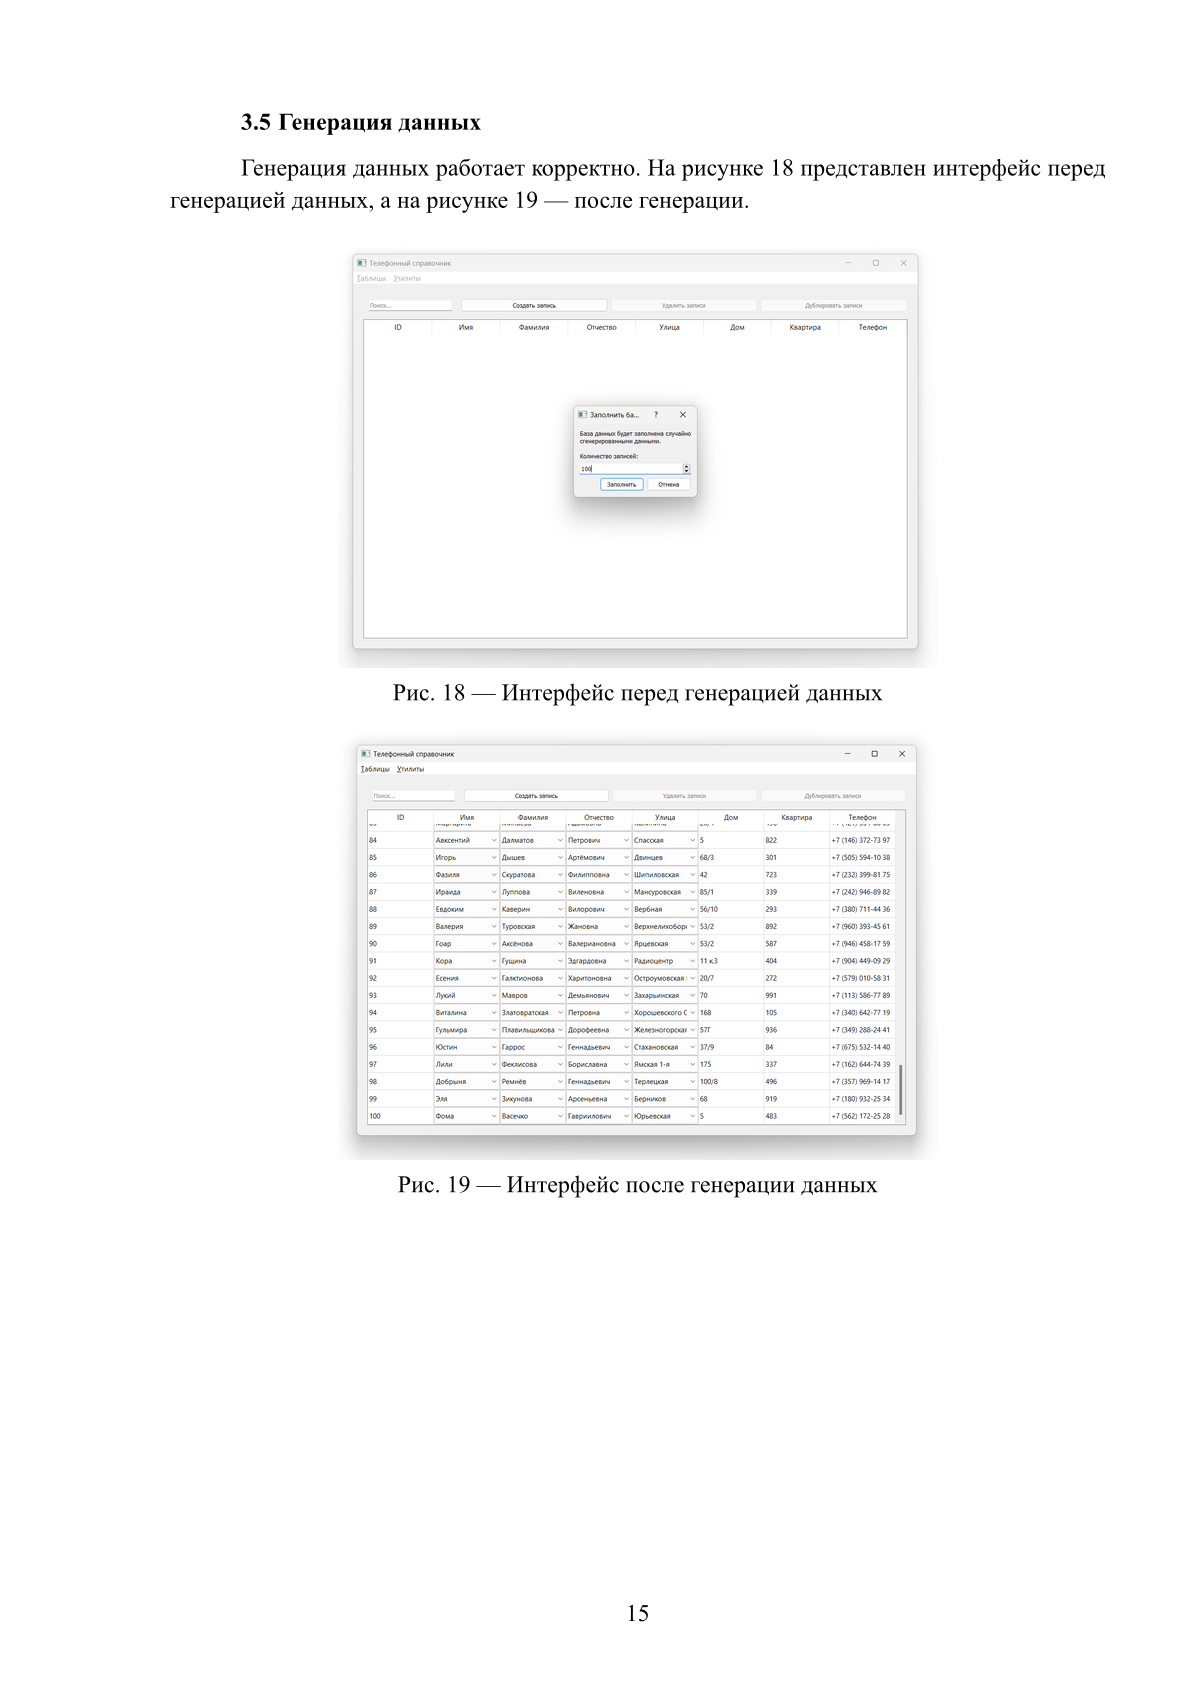 3.5 Генерация данных
Генерация данных работает корректно. На рисунке 18 представлен интерфейс перед
генерацией данных, а на рисунке 19 — после генерации.
Телефонный справочник
Таблицы Утилиты
Поиск... Создать запись Удалить записи Дублировать записи
ID Имя Фамилия Отчество Улица Дом Квартира Телефон
Заполнить ба... ?
База данных будет заполнена случайно
сгенерированными данными.
Количество записей:
100
Заполнить Отмена
Рис. 18 — Интерфейс перед генерацией данных
Телефонный справочник
Таблицы Утилиты
Поиск... Создать запись Удалить записи Дублировать записи
ID Имя Фамилия Отчество Улица Дом Квартира Телефон
84 Авксентий Далматов Петрович Спасская 5 822 +7 (146) 372-73 97
85 Игорь Дышев Артёмович Двинцев 68/3 301 +7 (505) 594-10 38
86 Фазиля Скуратова Филипповна Шипиловская 42 723 +7 (232) 399-81 75
87 Ираида Луппова Виленовна Мансуровская 85/1 339 +7 (242) 946-89 82
88 Евдоким Каверин Вилорович Вербная 56/10 293 +7 (380) 711-44 36
89 Валерия Туровская Жановна Верхнелихобор 53/2 892 +7 (960) 393-45 61
90 Гоар Аксёнова Валериановна Ярцевская 53/2 587 +7 (946) 458-17 59
91 Кора Гущина Эдгардовна Радиоцентр 11 к.3 404 +7 (904) 449-09 29
92 Есения Галктионова Харитоновна Остроумовская 20/7 272 +7 (579) 010-58 31
93 Лукий Мавров Демьянович Захарьинская 70 991 +7 (113) 586-77 89
94 Виталина Златовратская Петровна Хорошевского С 168 105 +7 (340) 642-77 19
95 Гульмира Плавильщикова Дорофеевна Железногорская 57Г 936 +7 (349) 288-24 41
96 Юстин Гаррос Геннадьевич Стахановская 37/9 84 +7 (675) 532-14 40
97 Лили Феклисова Бориславна Ямская 1-я 175 337 +7 (162) 644-74 39
98 Добрыня Ремнёв Геннадьевич Терлецкая 100/8 496 +7 (357) 969-14 17
99 Эля Зикунова Арсеньевна Берников 68 919 +7 (180) 932-25 34
100 Фома Васечко Гавриилович Юрьевская 5 483 +7 (562) 172-25 28
Рис. 19 — Интерфейс после генерации данных
15